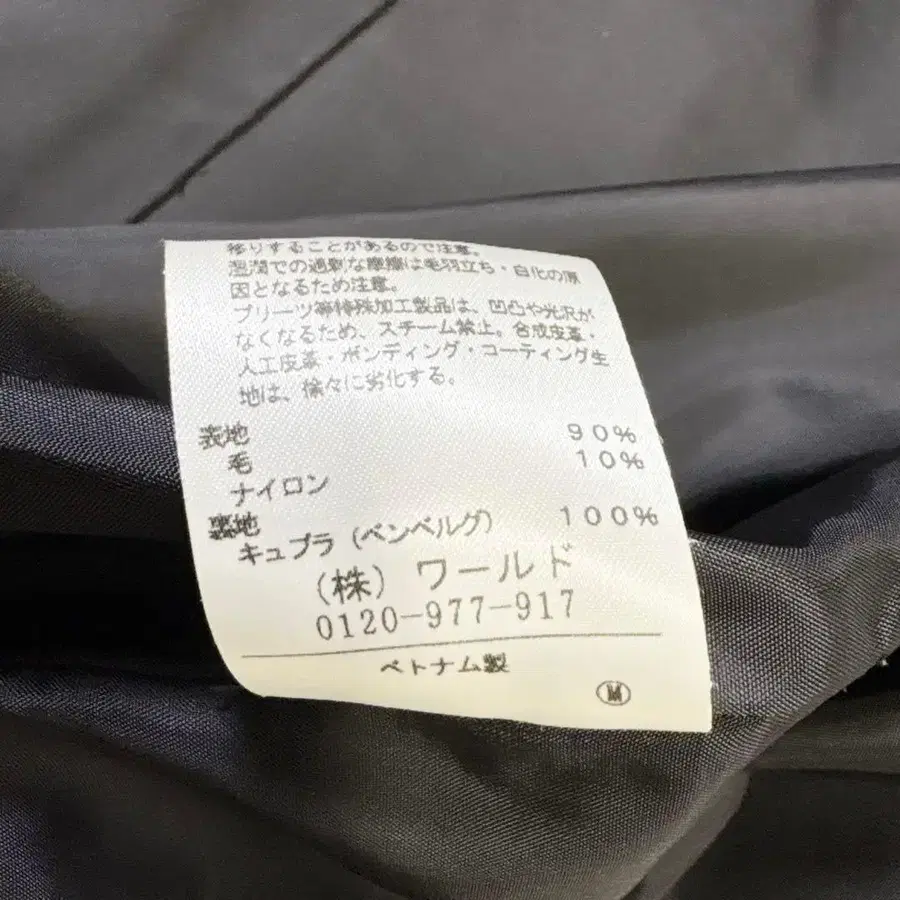 移りすることがあるので注意。
湿潤での過剰な摩擦は毛羽立ち・白化の原
因となるため注意。
プリーツ等特殊加工製品は、凹凸や光沢が
なくなるため、スチーム禁止。合成皮革・
人工皮革・ボンディング・コーティング生
地は、徐々に劣化する。
表地
毛 90%
ナイロン 10%
裏地
キュプラ（ベンベルグ） 100%
（株）ワールド
0120-977-917
ベトナム製
M